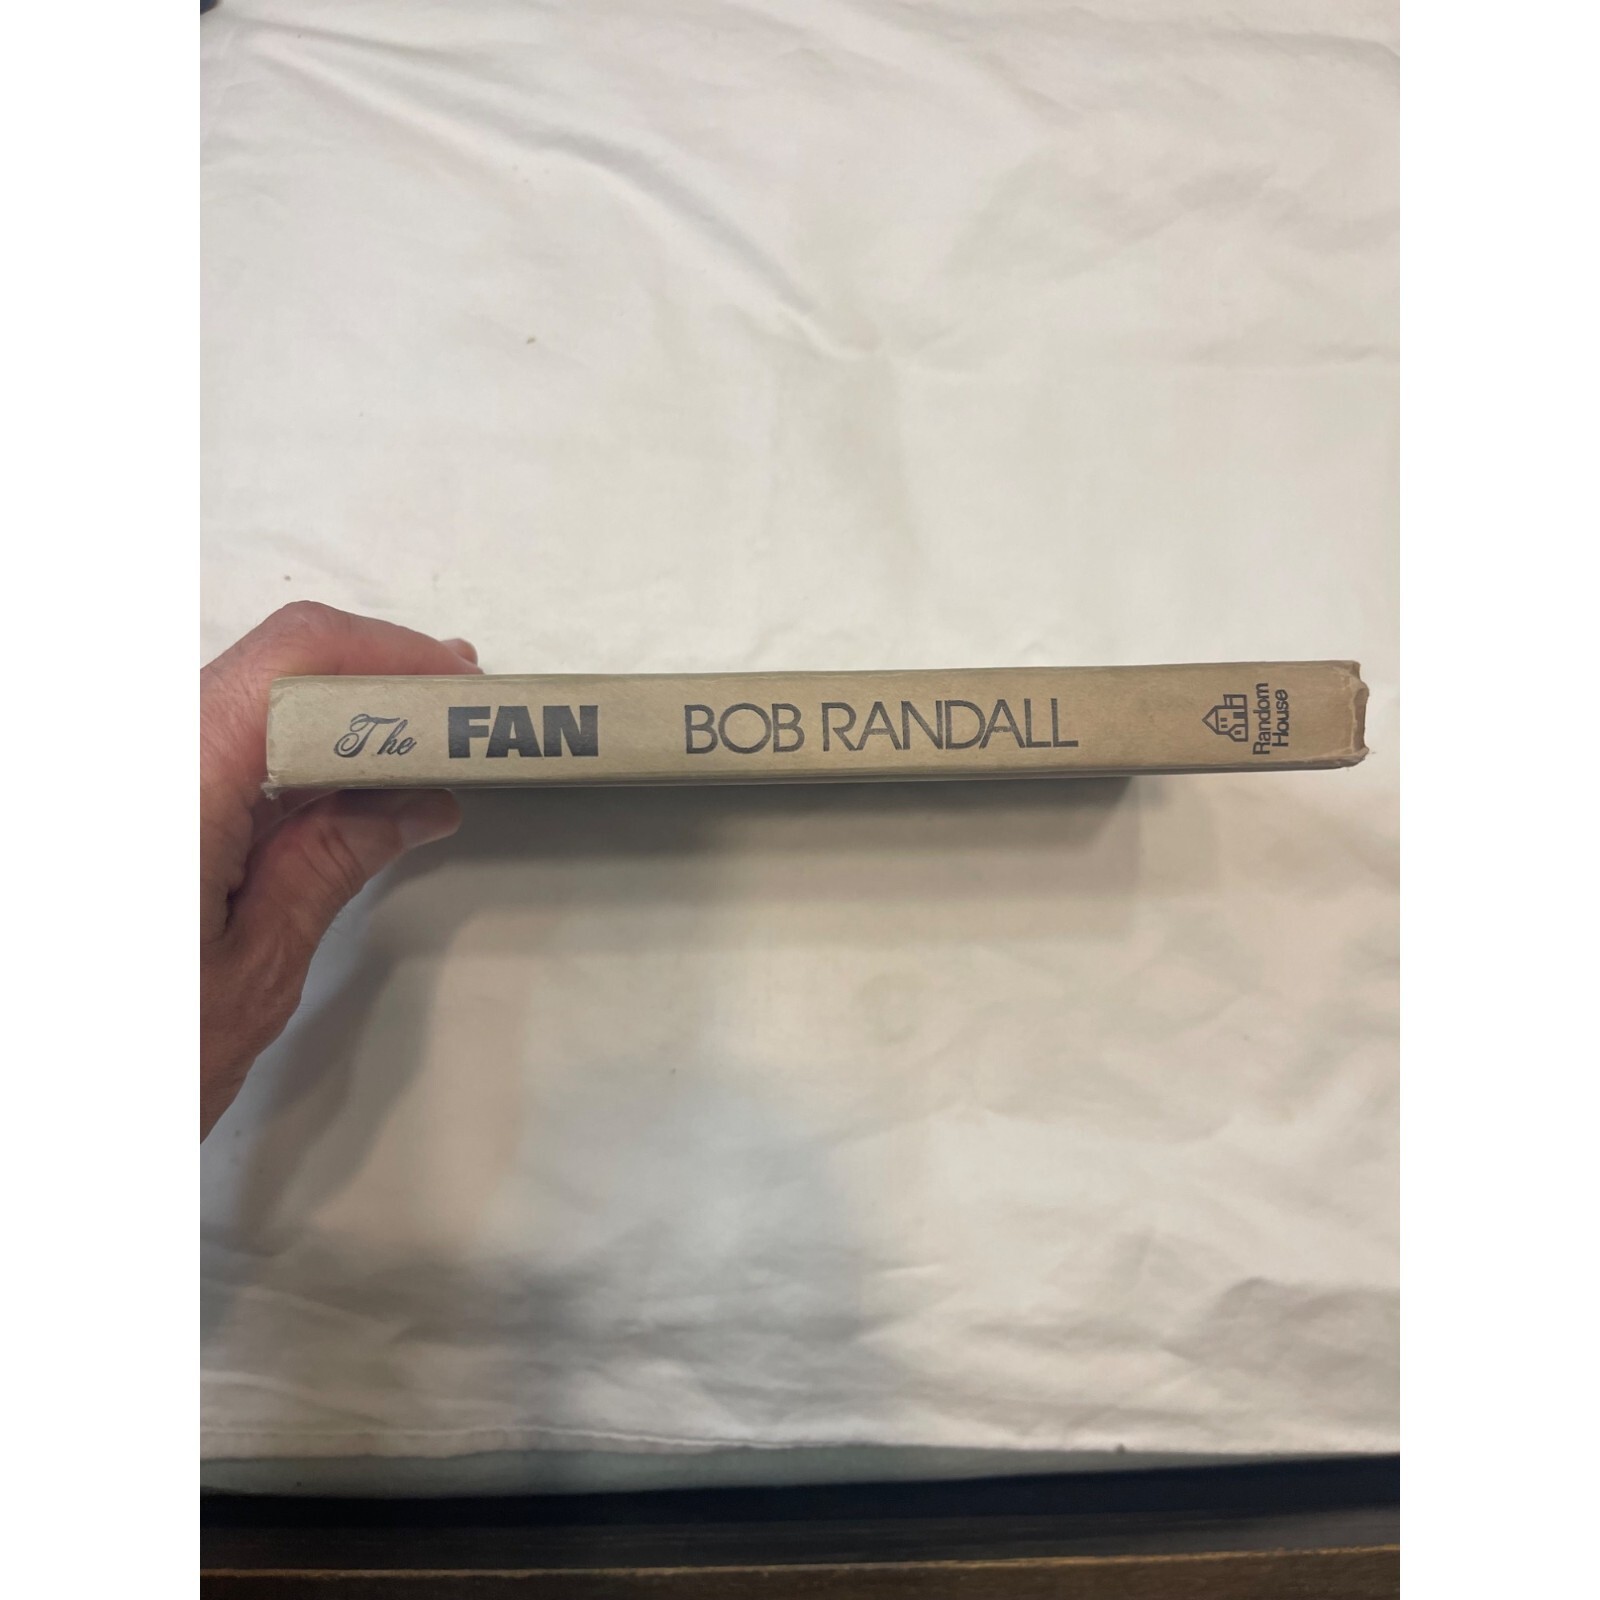 The FAN BOB RANDALL
Random
House